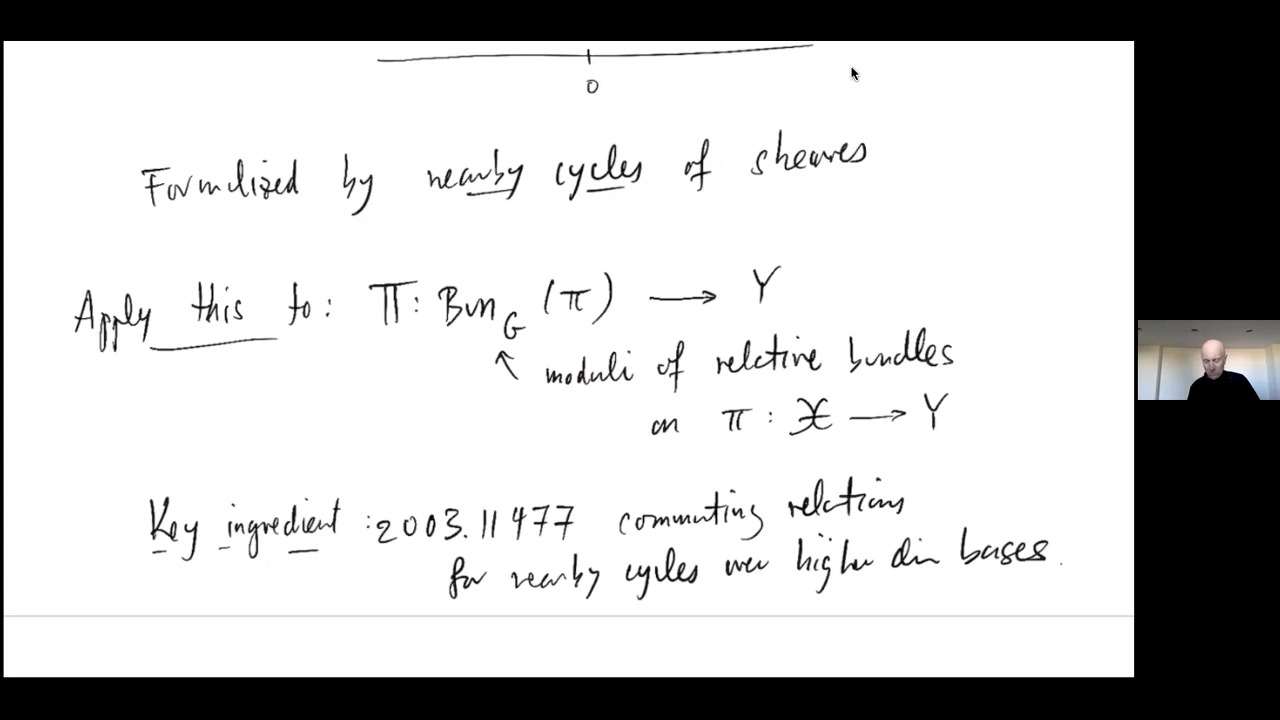 0
Formalized by nearby cycles of sheaves
Apply this to: Π: Bun_G (π) ⟶ Y
↖ moduli of relative bundles
on π: 𝒳 ⟶ Y
Key ingredient: 2003.11477 commuting relations
for nearby cycles over higher dim bases.